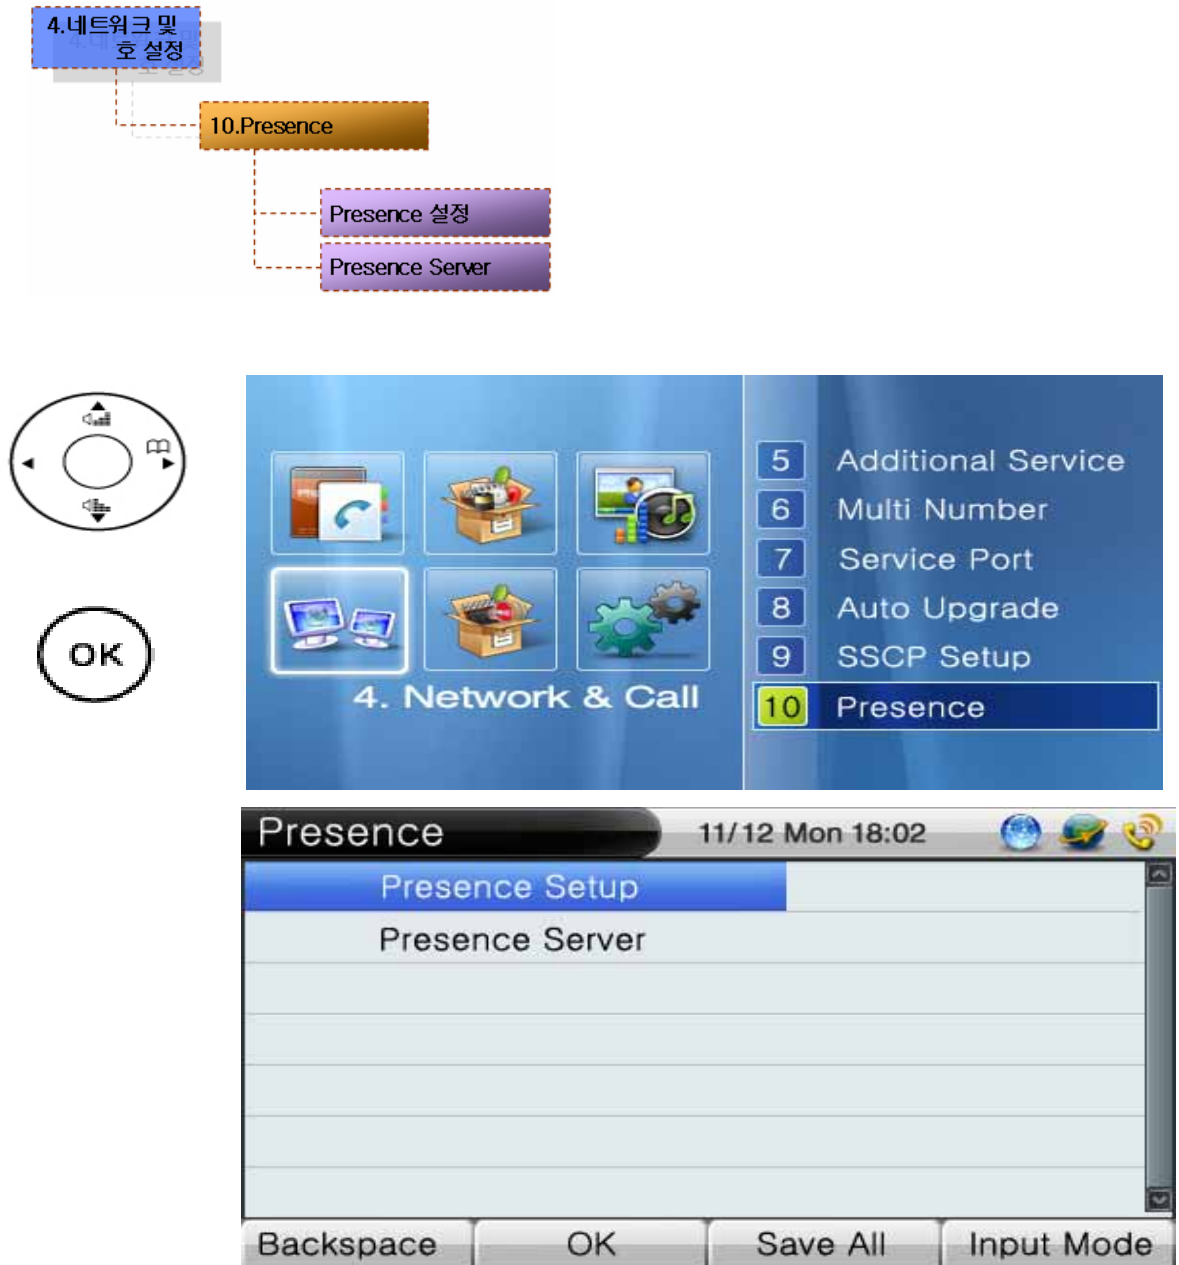 4.네트워크 및
호 설정
10.Presence
Presence 설정
Presence Server
OK
5 Additional Service
6 Multi Number
7 Service Port
8 Auto Upgrade
9 SSCP Setup
10 Presence
4. Network & Call
Presence 11/12 Mon 18:02
Presence Setup
Presence Server
Backspace OK Save All Input Mode